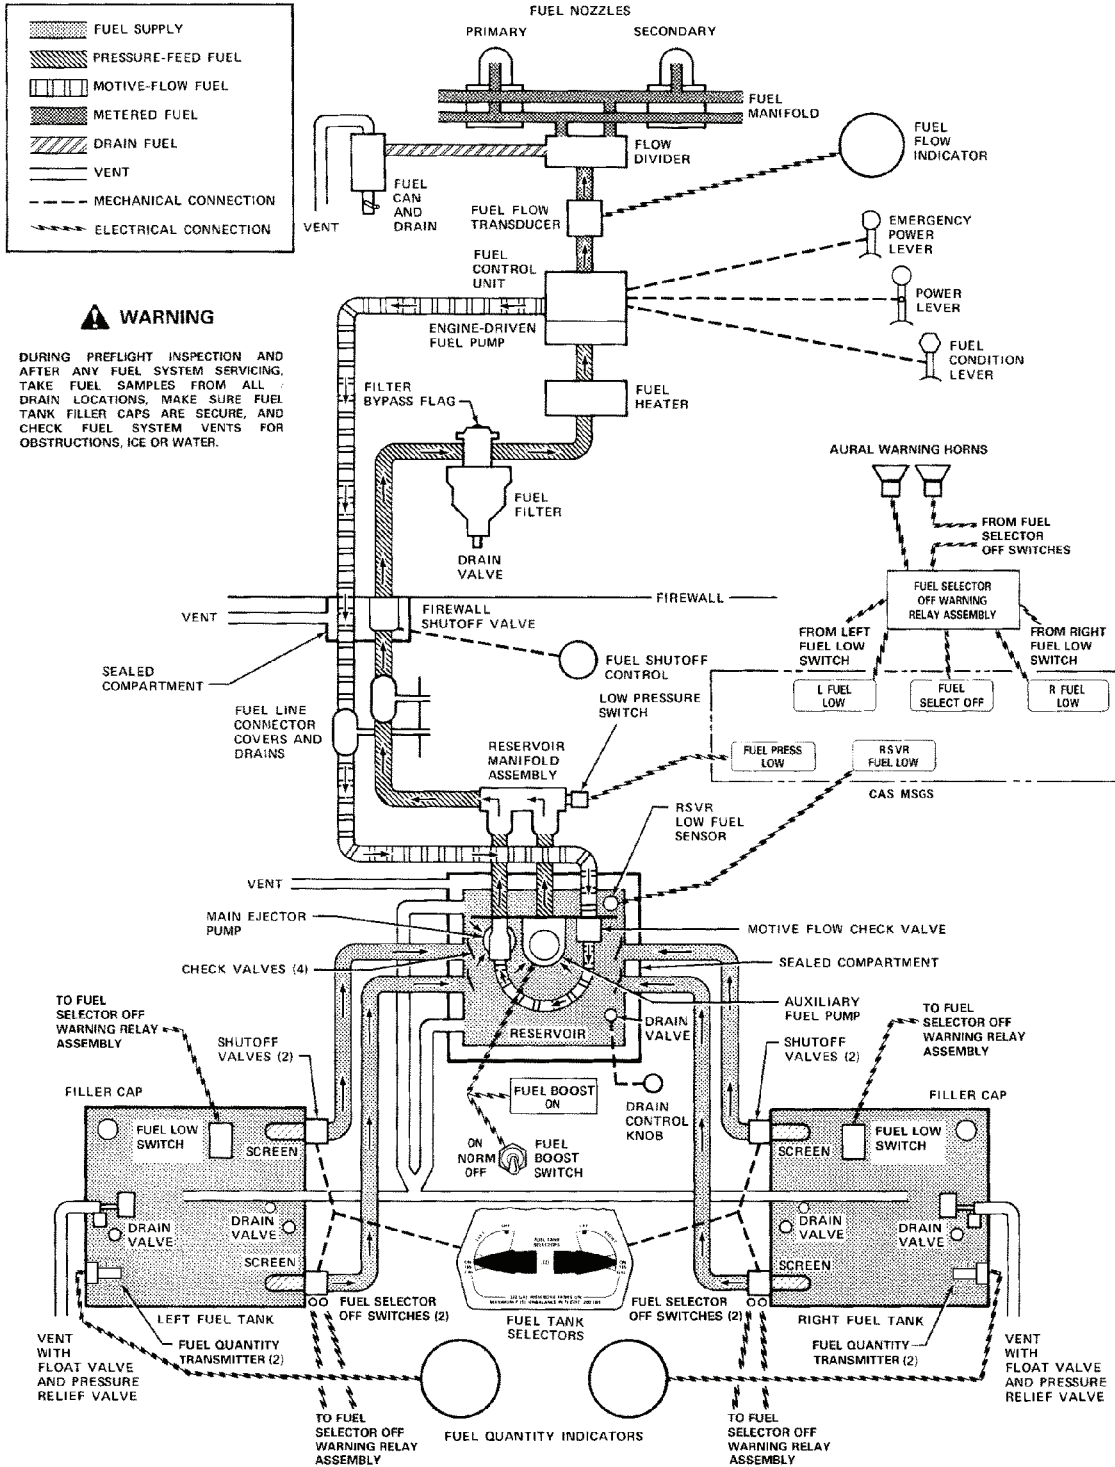 FUEL SUPPLY
PRESSURE-FEED FUEL
MOTIVE-FLOW FUEL
METERED FUEL
DRAIN FUEL
VENT
MECHANICAL CONNECTION
ELECTRICAL CONNECTION
FUEL NOZZLES
PRIMARY
SECONDARY
FUEL
MANIFOLD
FLOW
DIVIDER
FUEL
FLOW
INDICATOR
FUEL
CAN
AND
DRAIN
VENT
FUEL FLOW
TRANSDUCER
FUEL
CONTROL
UNIT
EMERGENCY
POWER
LEVER
POWER
LEVER
FUEL
CONDITION
LEVER
ENGINE-DRIVEN
FUEL PUMP
WARNING
DURING PREFLIGHT INSPECTION AND
AFTER ANY FUEL SYSTEM SERVICING,
TAKE FUEL SAMPLES FROM ALL
DRAIN LOCATIONS, MAKE SURE FUEL
TANK FILLER CAPS ARE SECURE, AND
CHECK FUEL SYSTEM VENTS FOR
OBSTRUCTIONS, ICE OR WATER.
FILTER
BYPASS FLAG
FUEL
HEATER
FUEL
FILTER
DRAIN
VALVE
AURAL WARNING HORNS
FROM FUEL
SELECTOR
OFF SWITCHES
FUEL SELECTOR
OFF WARNING
RELAY ASSEMBLY
FROM LEFT
FUEL LOW
SWITCH
FROM RIGHT
FUEL LOW
SWITCH
L FUEL
LOW
FUEL
SELECT OFF
R FUEL
LOW
FUEL PRESS
LOW
RSVR
FUEL LOW
CAS MSGS
FIREWALL
VENT
FIREWALL
SHUTOFF VALVE
SEALED
COMPARTMENT
FUEL SHUTOFF
CONTROL
FUEL LINE
CONNECTOR
COVERS AND
DRAINS
LOW PRESSURE
SWITCH
RESERVOIR
MANIFOLD
ASSEMBLY
RSVR
LOW FUEL
SENSOR
VENT
MAIN EJECTOR
PUMP
CHECK VALVES (4)
MOTIVE FLOW CHECK VALVE
SEALED COMPARTMENT
AUXILIARY
FUEL PUMP
RESERVOIR
DRAIN
VALVE
TO FUEL
SELECTOR OFF
WARNING RELAY
ASSEMBLY
SHUTOFF
VALVES (2)
TO FUEL
SELECTOR OFF
WARNING RELAY
ASSEMBLY
SHUTOFF
VALVES (2)
FUEL BOOST
ON
DRAIN
CONTROL
KNOB
ON
NORM
OFF
FUEL
BOOST
SWITCH
FILLER CAP
FUEL LOW
SWITCH
SCREEN
DRAIN
VALVE
DRAIN
VALVE
SCREEN
LEFT FUEL TANK
FILLER CAP
FUEL LOW
SWITCH
SCREEN
DRAIN
VALVE
DRAIN
VALVE
SCREEN
RIGHT FUEL TANK
LEFT
RIGHT
FUEL TANK
SELECTORS
FUEL TANK
SELECTORS
FUEL SELECTOR
OFF SWITCHES (2)
FUEL SELECTOR
OFF SWITCHES (2)
FUEL QUANTITY
TRANSMITTER (2)
FUEL QUANTITY
TRANSMITTER (2)
VENT
WITH
FLOAT VALVE
AND PRESSURE
RELIEF VALVE
VENT
WITH
FLOAT VALVE
AND PRESSURE
RELIEF VALVE
TO FUEL
SELECTOR OFF
WARNING RELAY
ASSEMBLY
FUEL QUANTITY INDICATORS
TO FUEL
SELECTOR OFF
WARNING RELAY
ASSEMBLY